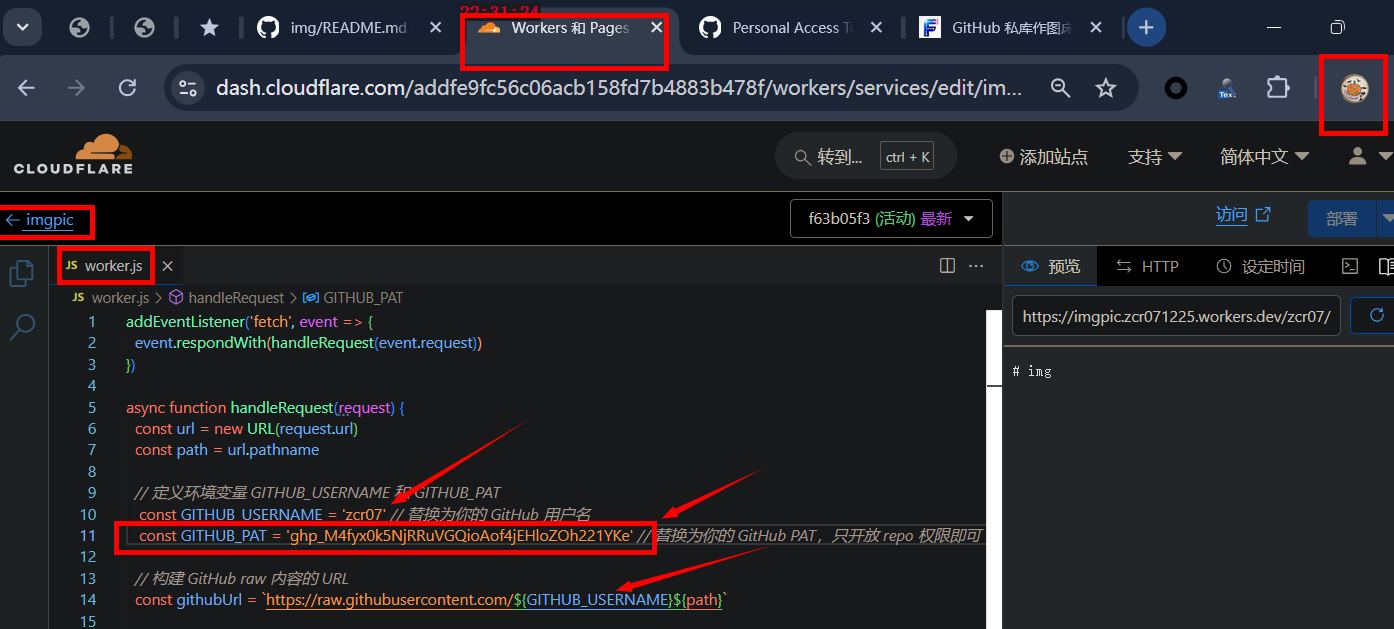 22:31:24
img/README.md
Workers 和 Pages
Personal Access T
GitHub 私库作图床
dash.cloudflare.com/addfe9fc56c06acb158fd7b4883b478f/workers/services/edit/im...
Tex.
CLOUDFLARE
转到...
ctrl + K
添加站点
支持
简体中文
← imgpic
f63b05f3 (活动) 最新
访问
部署
JS worker.js
预览
HTTP
设定时间
JS worker.js > handleRequest > GITHUB_PAT
https://imgpic.zcr071225.workers.dev/zcr07/
# img
1 addEventListener('fetch', event => {
2 event.respondWith(handleRequest(event.request))
3 })
4
5 async function handleRequest(request) {
6 const url = new URL(request.url)
7 const path = url.pathname
8
9 // 定义环境变量 GITHUB_USERNAME 和 GITHUB_PAT
10 const GITHUB_USERNAME = 'zcr07' // 替换为你的 GitHub 用户名
11 const GITHUB_PAT = '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' // 替换为你的 GitHub PAT，只开放 repo 权限即可
12
13 // 构建 GitHub raw 内容的 URL
14 const githubUrl = `https://raw.githubusercontent.com/${GITHUB_USERNAME}${path}`
15